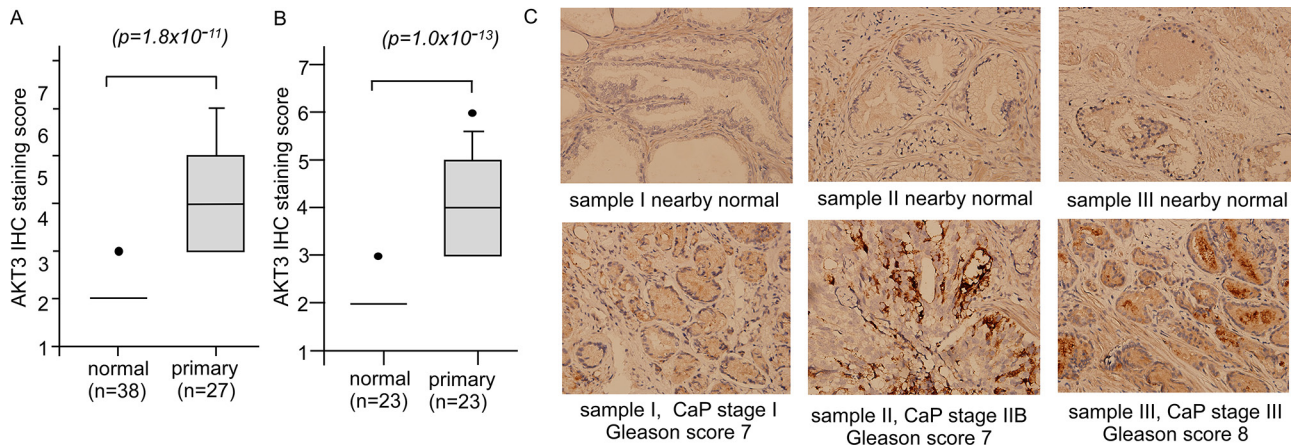 A
(p=1.8x10⁻¹¹)
AKT3 IHC staining score
7
6
5
4
3
2
1
normal
(n=38)
primary
(n=27)
B
(p=1.0x10⁻¹³)
AKT3 IHC staining score
7
6
5
4
3
2
1
normal
(n=23)
primary
(n=23)
C
sample I nearby normal
sample II nearby normal
sample III nearby normal
sample I, CaP stage I
Gleason score 7
sample II, CaP stage IIB
Gleason score 7
sample III, CaP stage III
Gleason score 8